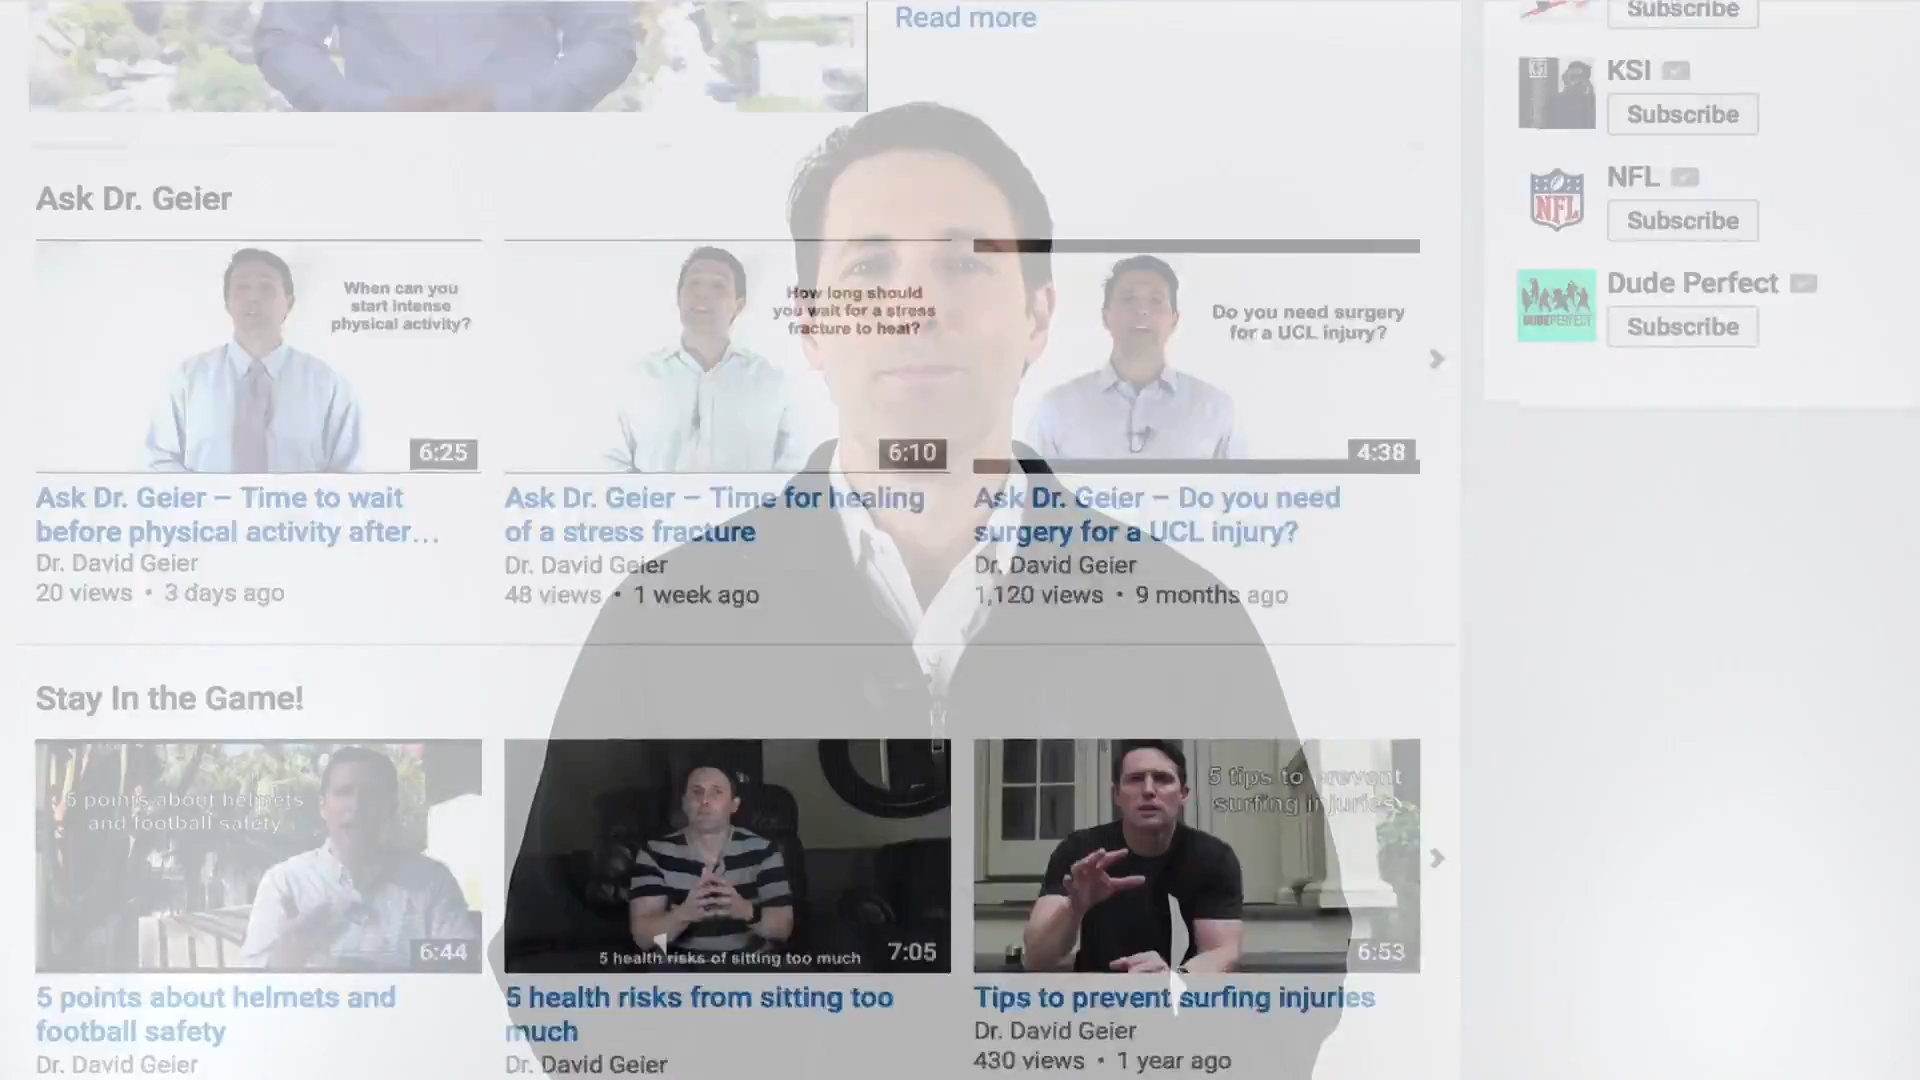 Read more
Subscribe
KSI
Subscribe
NFL
NFL
Subscribe
Dude Perfect
DUDEPERFECT
Subscribe
Ask Dr. Geier
When can you
start intense
physical activity?
6:25
How long should
you wait for a stress
fracture to heal?
6:10
Do you need surgery
for a UCL injury?
4:38
Ask Dr. Geier – Time to wait
before physical activity after...
Dr. David Geier
20 views • 3 days ago
Ask Dr. Geier – Time for healing
of a stress fracture
Dr. David Geier
48 views • 1 week ago
Ask Dr. Geier – Do you need
surgery for a UCL injury?
Dr. David Geier
1,120 views • 9 months ago
Stay In the Game!
5 points about helmets
and football safety
6:44
5 health risks of sitting too much
7:05
5 tips to prevent
surfing injuries
6:53
5 points about helmets and
football safety
Dr. David Geier
5 health risks from sitting too
much
Dr. David Geier
Tips to prevent surfing injuries
Dr. David Geier
430 views • 1 year ago